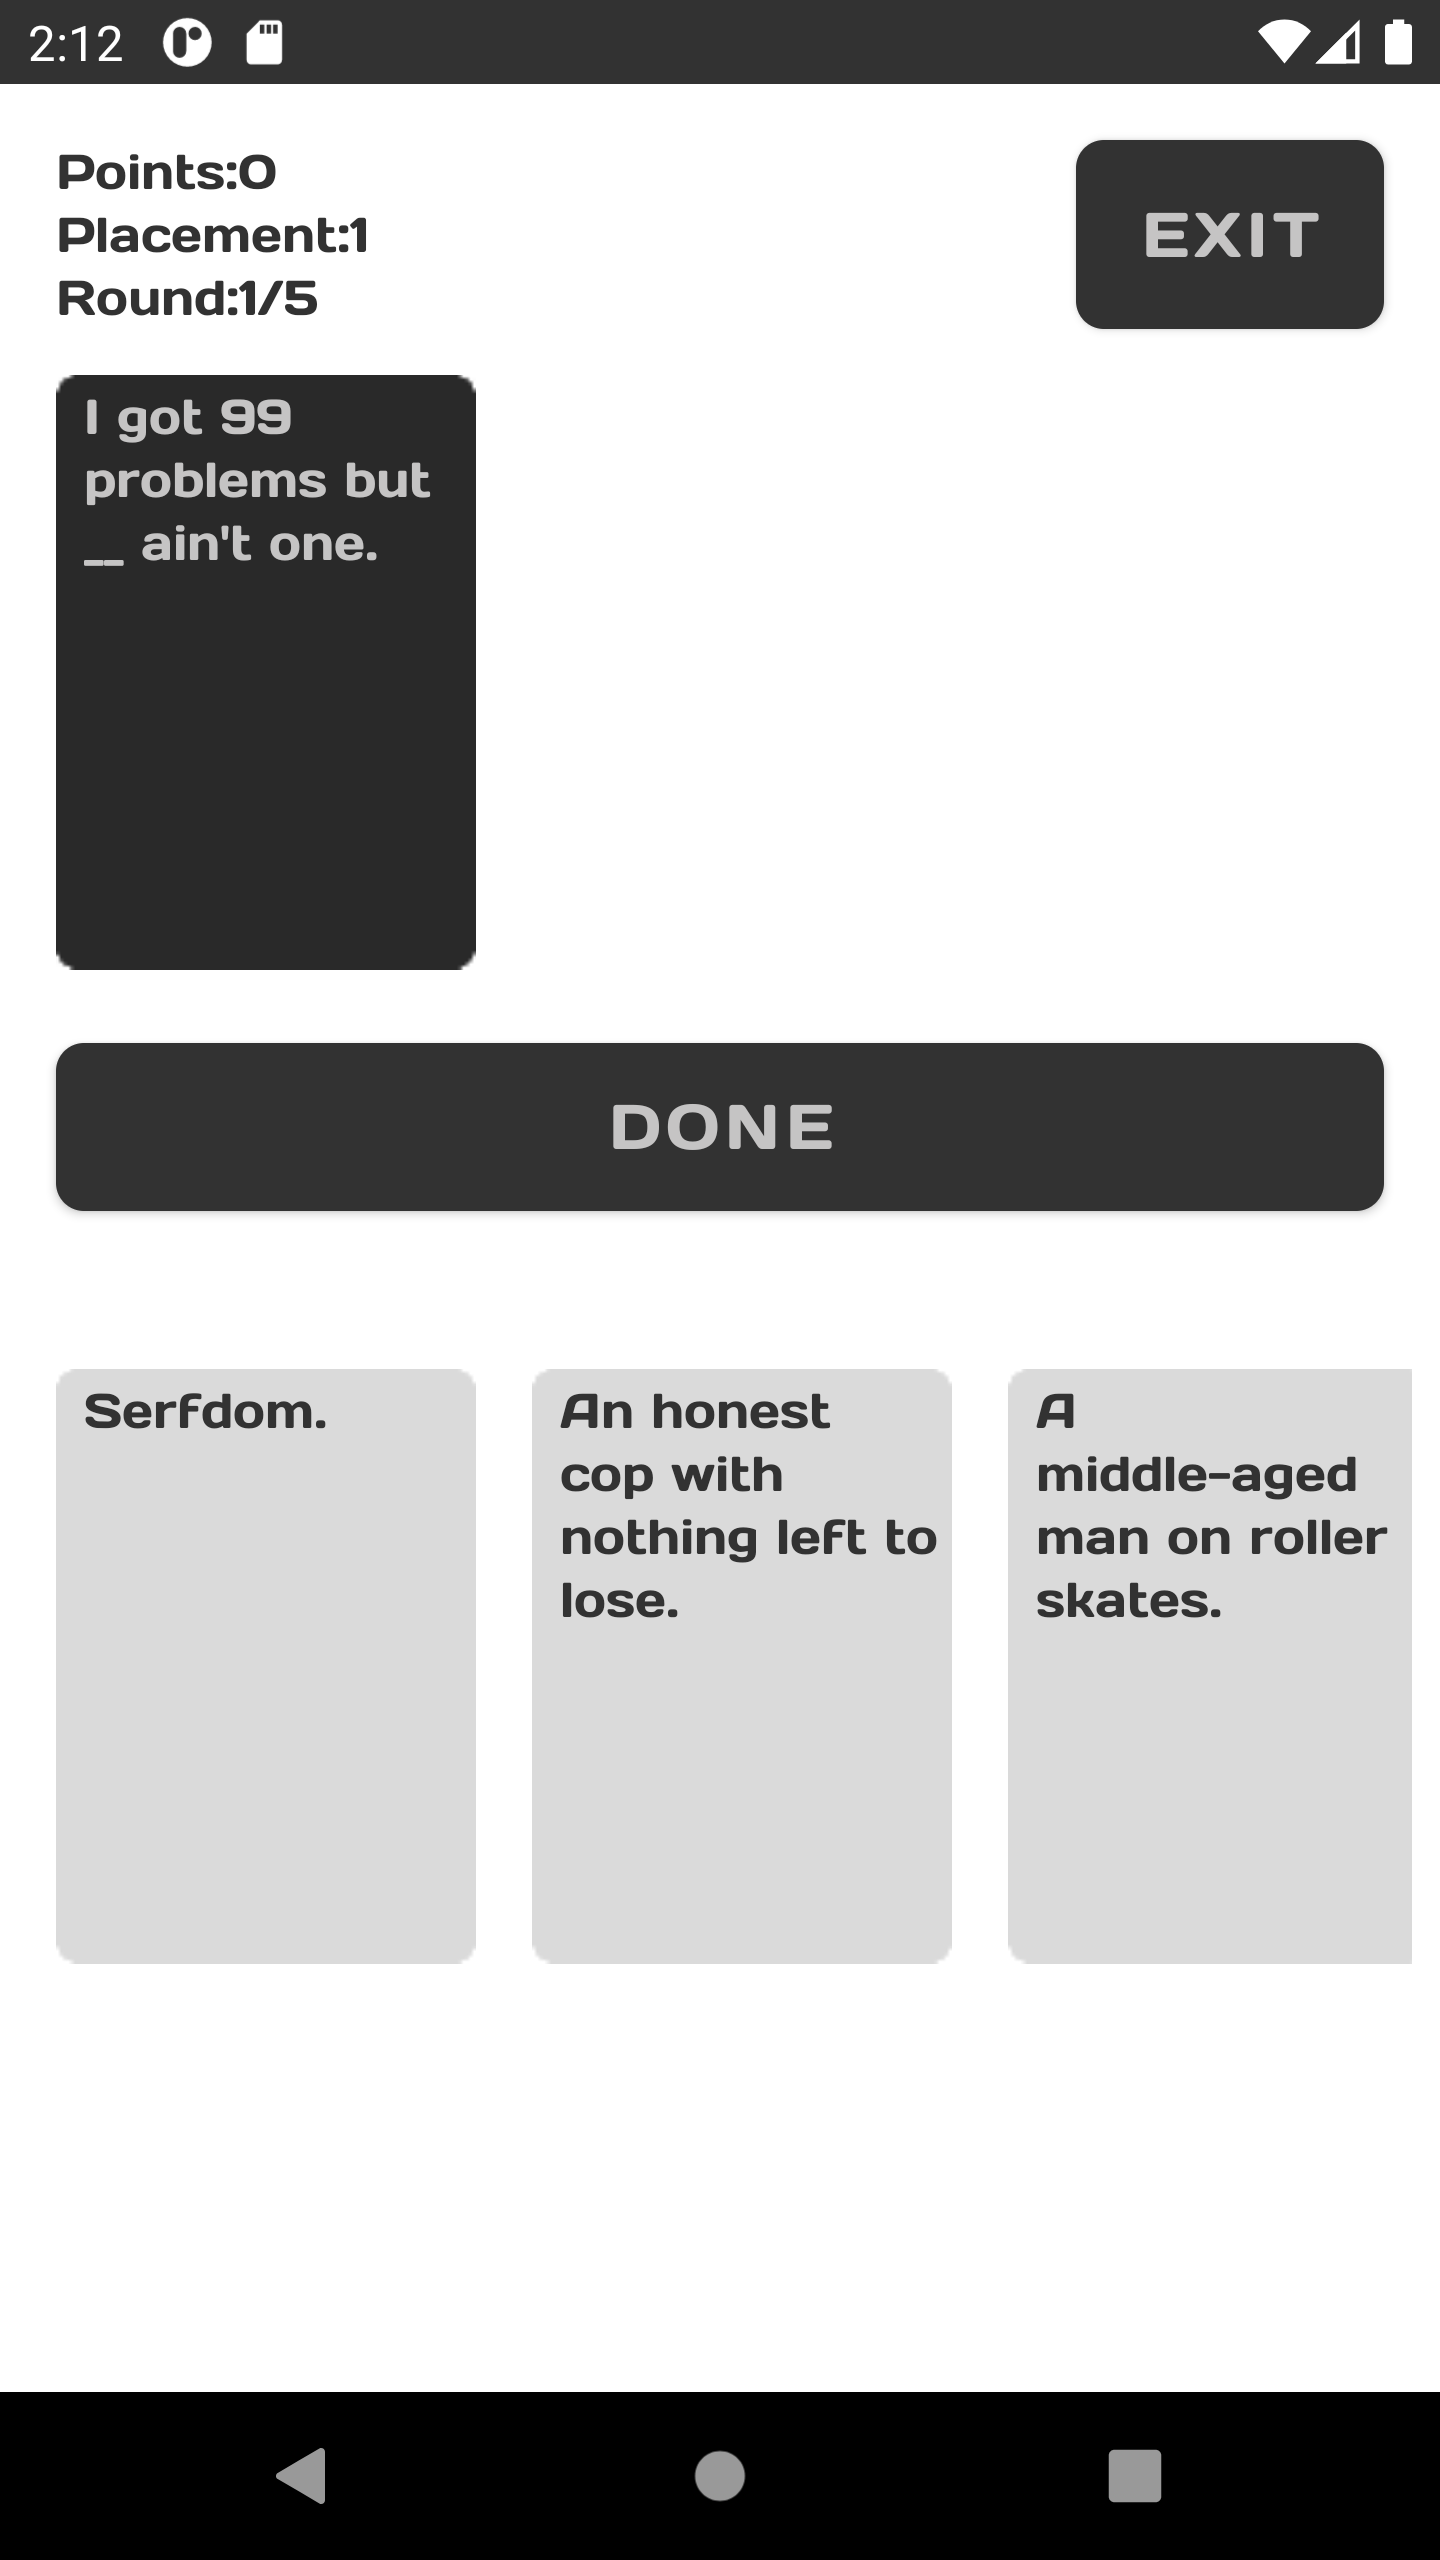 2:12
Points:0
Placement:1
Round:1/5
EXIT
I got 99
problems but
__ ain't one.
DONE
Serfdom.
An honest
cop with
nothing left to
lose.
A
middle-aged
man on roller
skates.